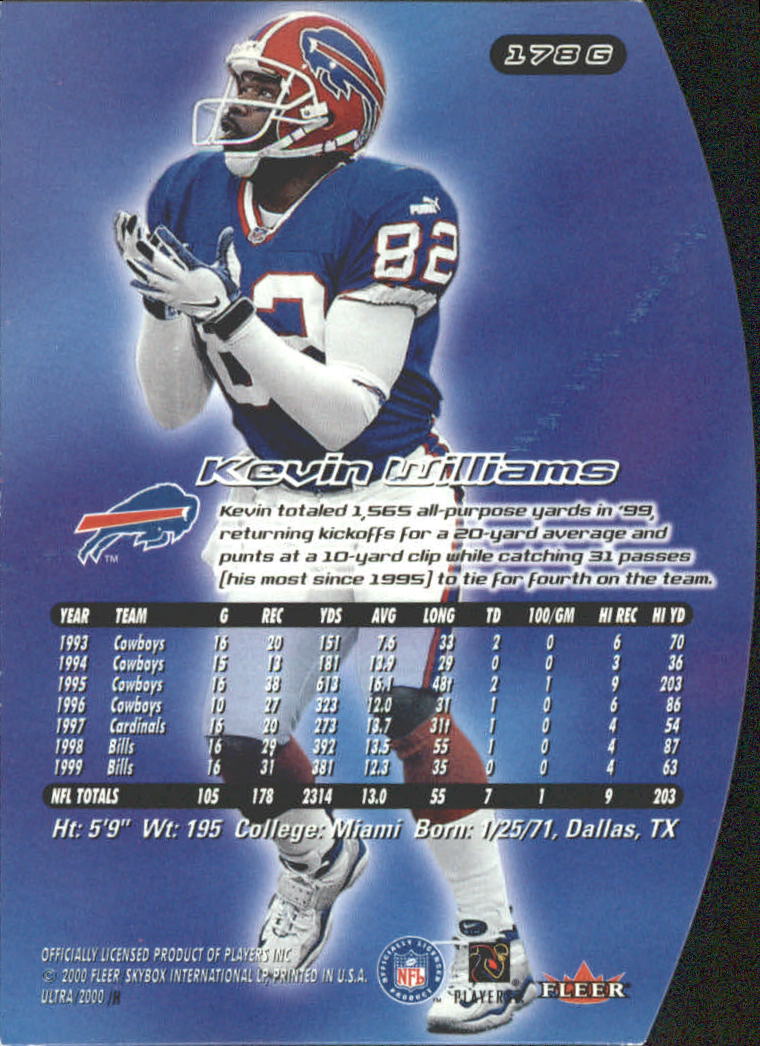 178 G
PUMA
82
82
Kevin Williams
Kevin totaled 1,565 all-purpose yards in '99,
returning kickoffs for a 20-yard average and
punts at a 10-yard clip while catching 31 passes
[his most since 1995] to tie for fourth on the team.
TM
YEAR TEAM G REC YDS AVG LONG TD 100/GM HI REC HI YD
1993 Cowboys 16 20 151 7.6 33 2 0 6 70
1994 Cowboys 15 13 181 13.9 29 0 0 3 36
1995 Cowboys 16 38 613 16.1 48t 2 1 9 203
1996 Cowboys 10 27 323 12.0 31 1 0 6 86
1997 Cardinals 16 20 273 13.7 31t 1 0 4 54
1998 Bills 16 29 392 13.5 55 1 0 4 87
1999 Bills 16 31 381 12.3 35 0 0 4 63
NFL TOTALS 105 178 2314 13.0 55 7 1 9 203
Ht: 5'9" Wt: 195 College: Miami Born: 1/25/71, Dallas, TX
OFFICIALLY LICENSED PRODUCT OF PLAYERS INC
© 2000 FLEER SKYBOX INTERNATIONAL LP, PRINTED IN U.S.A.
ULTRA 2000 /R
OFFICIALLY LICENSED PRODUCT
NFL
TM
PLAYERS
FLEER